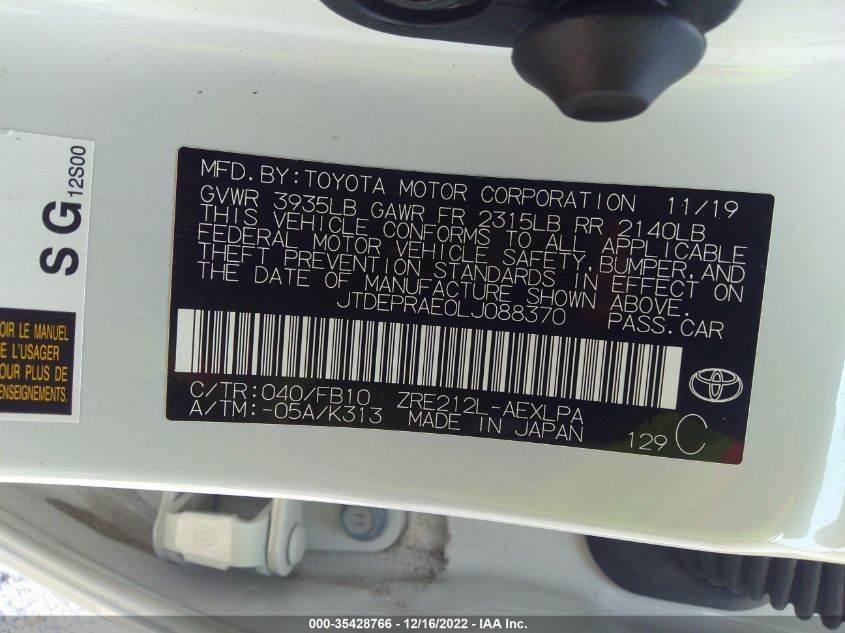 MFD.BY:TOYOTA MOTOR CORPORATION 11/19
GVWR 3935LB GAWR FR 2315LB RR 2140LB
THIS VEHICLE CONFORMS TO ALL APPLICABLE
FEDERAL MOTOR VEHICLE SAFETY,BUMPER,AND
THEFT PREVENTION STANDARDS IN EFFECT ON
THE DATE OF MANUFACTURE SHOWN ABOVE.
JTDEPRAE0LJ088370 PASS.CAR
C/TR:040/FB10 ZRE212L-AEXLPA
A/TM:-05A/K313 MADE IN JAPAN
129 C
SG 12S00
OIR LE MANUEL
E L'USAGER
OUR PLUS DE
ENSEIGNEMENTS.
000-35428766 - 12/16/2022 - IAA Inc.